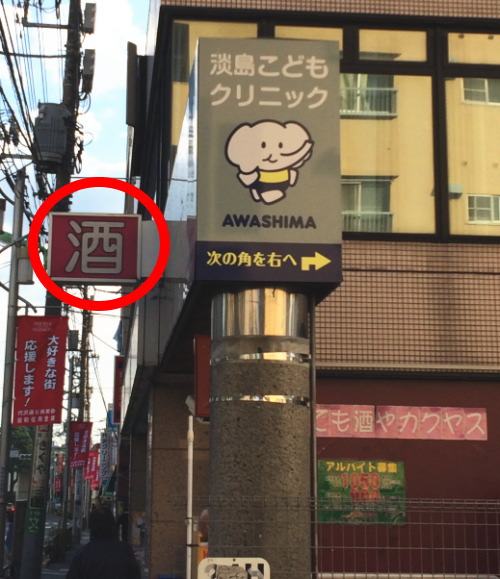 淡島こども
クリニック
AWASHIMA
次の角を右へ
酒
大好きな街
応援します!
ても酒やカクヤス
アルバイト募集
1050